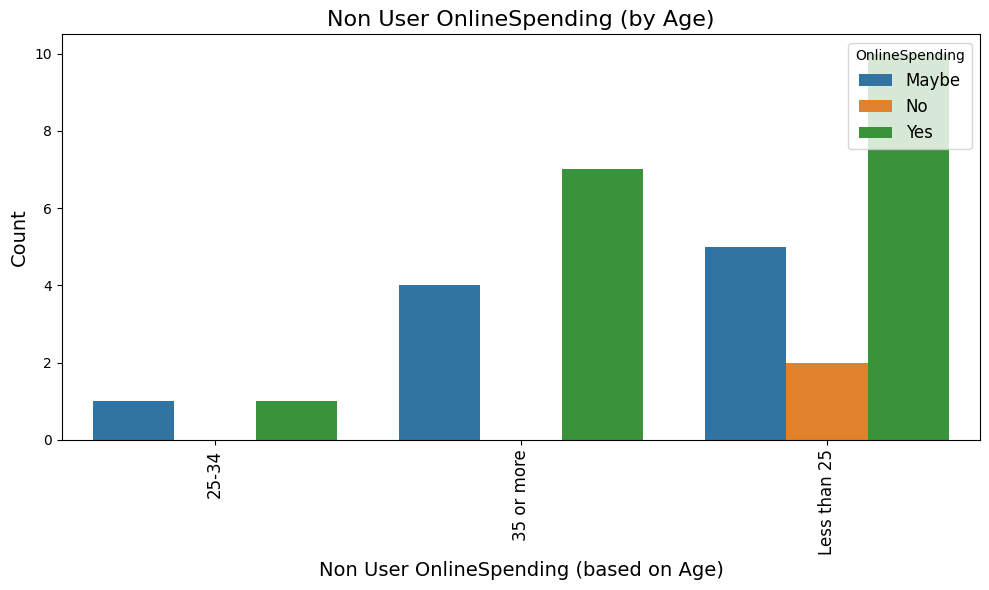 Non User OnlineSpending (by Age)
OnlineSpending
Maybe
No
Yes
Count
10
8
6
4
2
0
25-34
35 or more
Less than 25
Non User OnlineSpending (based on Age)